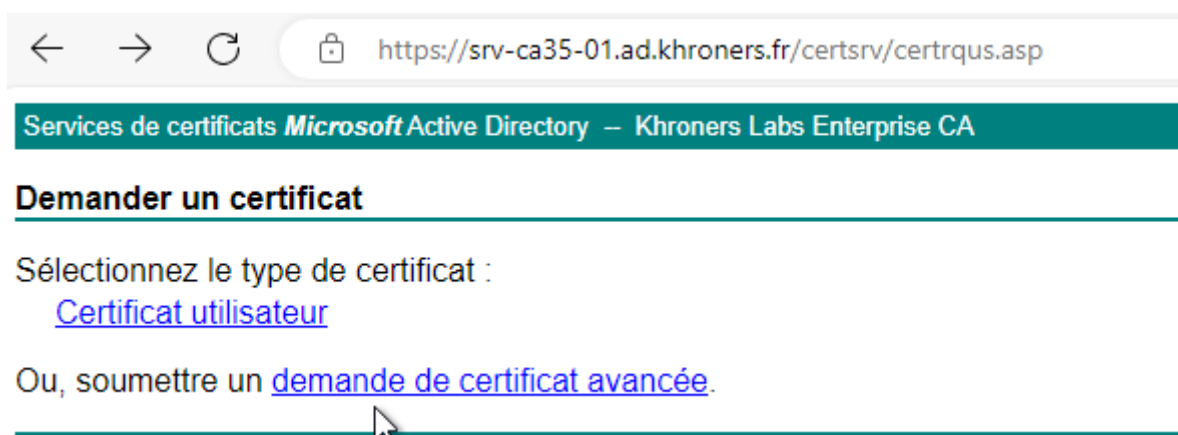 https://srv-ca35-01.ad.khroners.fr/certsrv/certrqus.asp
Services de certificats Microsoft Active Directory -- Khroners Labs Enterprise CA
Demander un certificat
Sélectionnez le type de certificat :
Certificat utilisateur
Ou, soumettre un demande de certificat avancée.